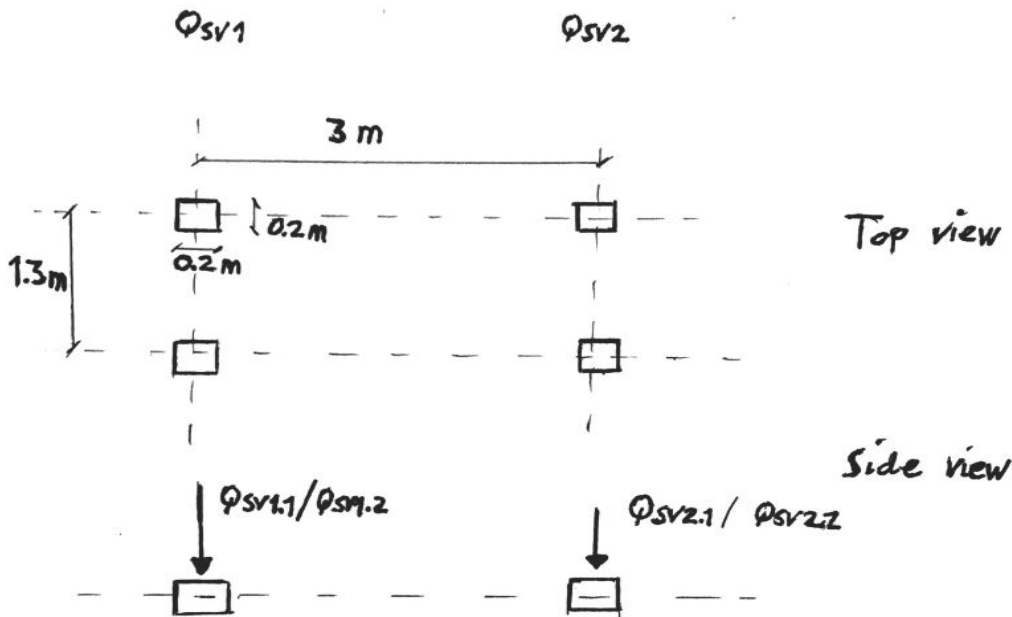 QSV1 QSV2
3 m
0.2m
Top view
0.2m
1.3m
Side view
QSV1.1/QSV1.2 QSV2.1/ QSV2.2